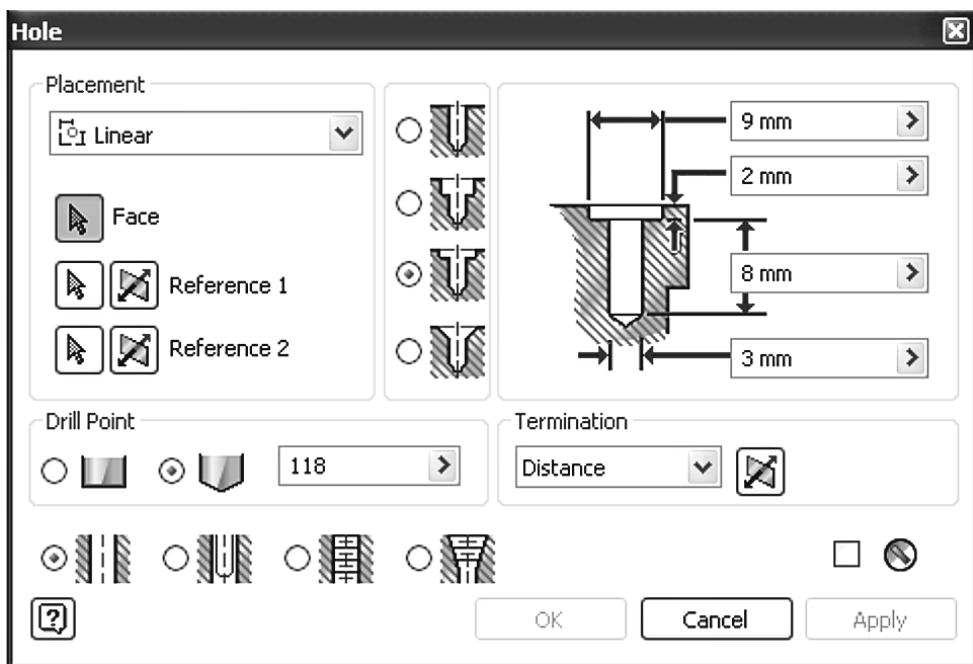 Hole
Placement
Linear
Face
Reference 1
Reference 2
9 mm
2 mm
8 mm
3 mm
Drill Point
118
Termination
Distance
OK
Cancel
Apply